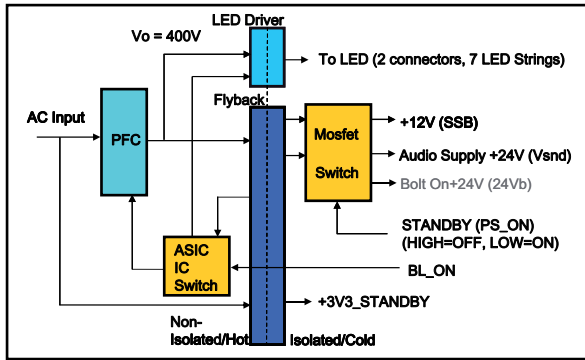 LED Driver
Vo = 400V
To LED (2 connectors, 7 LED Strings)
Flyback
AC Input
PFC
Mosfet
Switch
+12V (SSB)
Audio Supply +24V (Vsnd)
Bolt On+24V (24Vb)
STANDBY (PS_ON)
(HIGH=OFF, LOW=ON)
ASIC
IC
Switch
BL_ON
+3V3_STANDBY
Non-
Isolated/Hot
Isolated/Cold